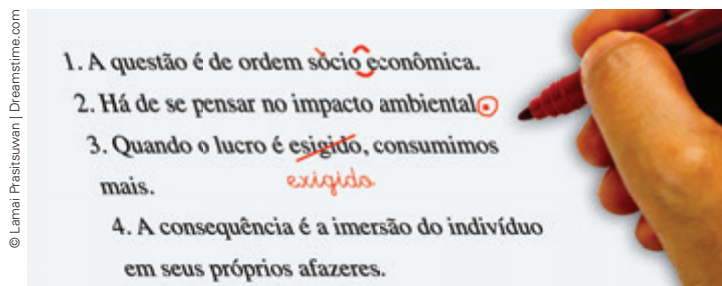 © Lamai Prasitsuwan | Dreamstime.com
1. A questão é de ordem sòcio econômica.
2. Há de se pensar no impacto ambiental.
3. Quando o lucro é esigido, consumimos
exigido
mais.
4. A consequência é a imersão do indivíduo
em seus próprios afazeres.